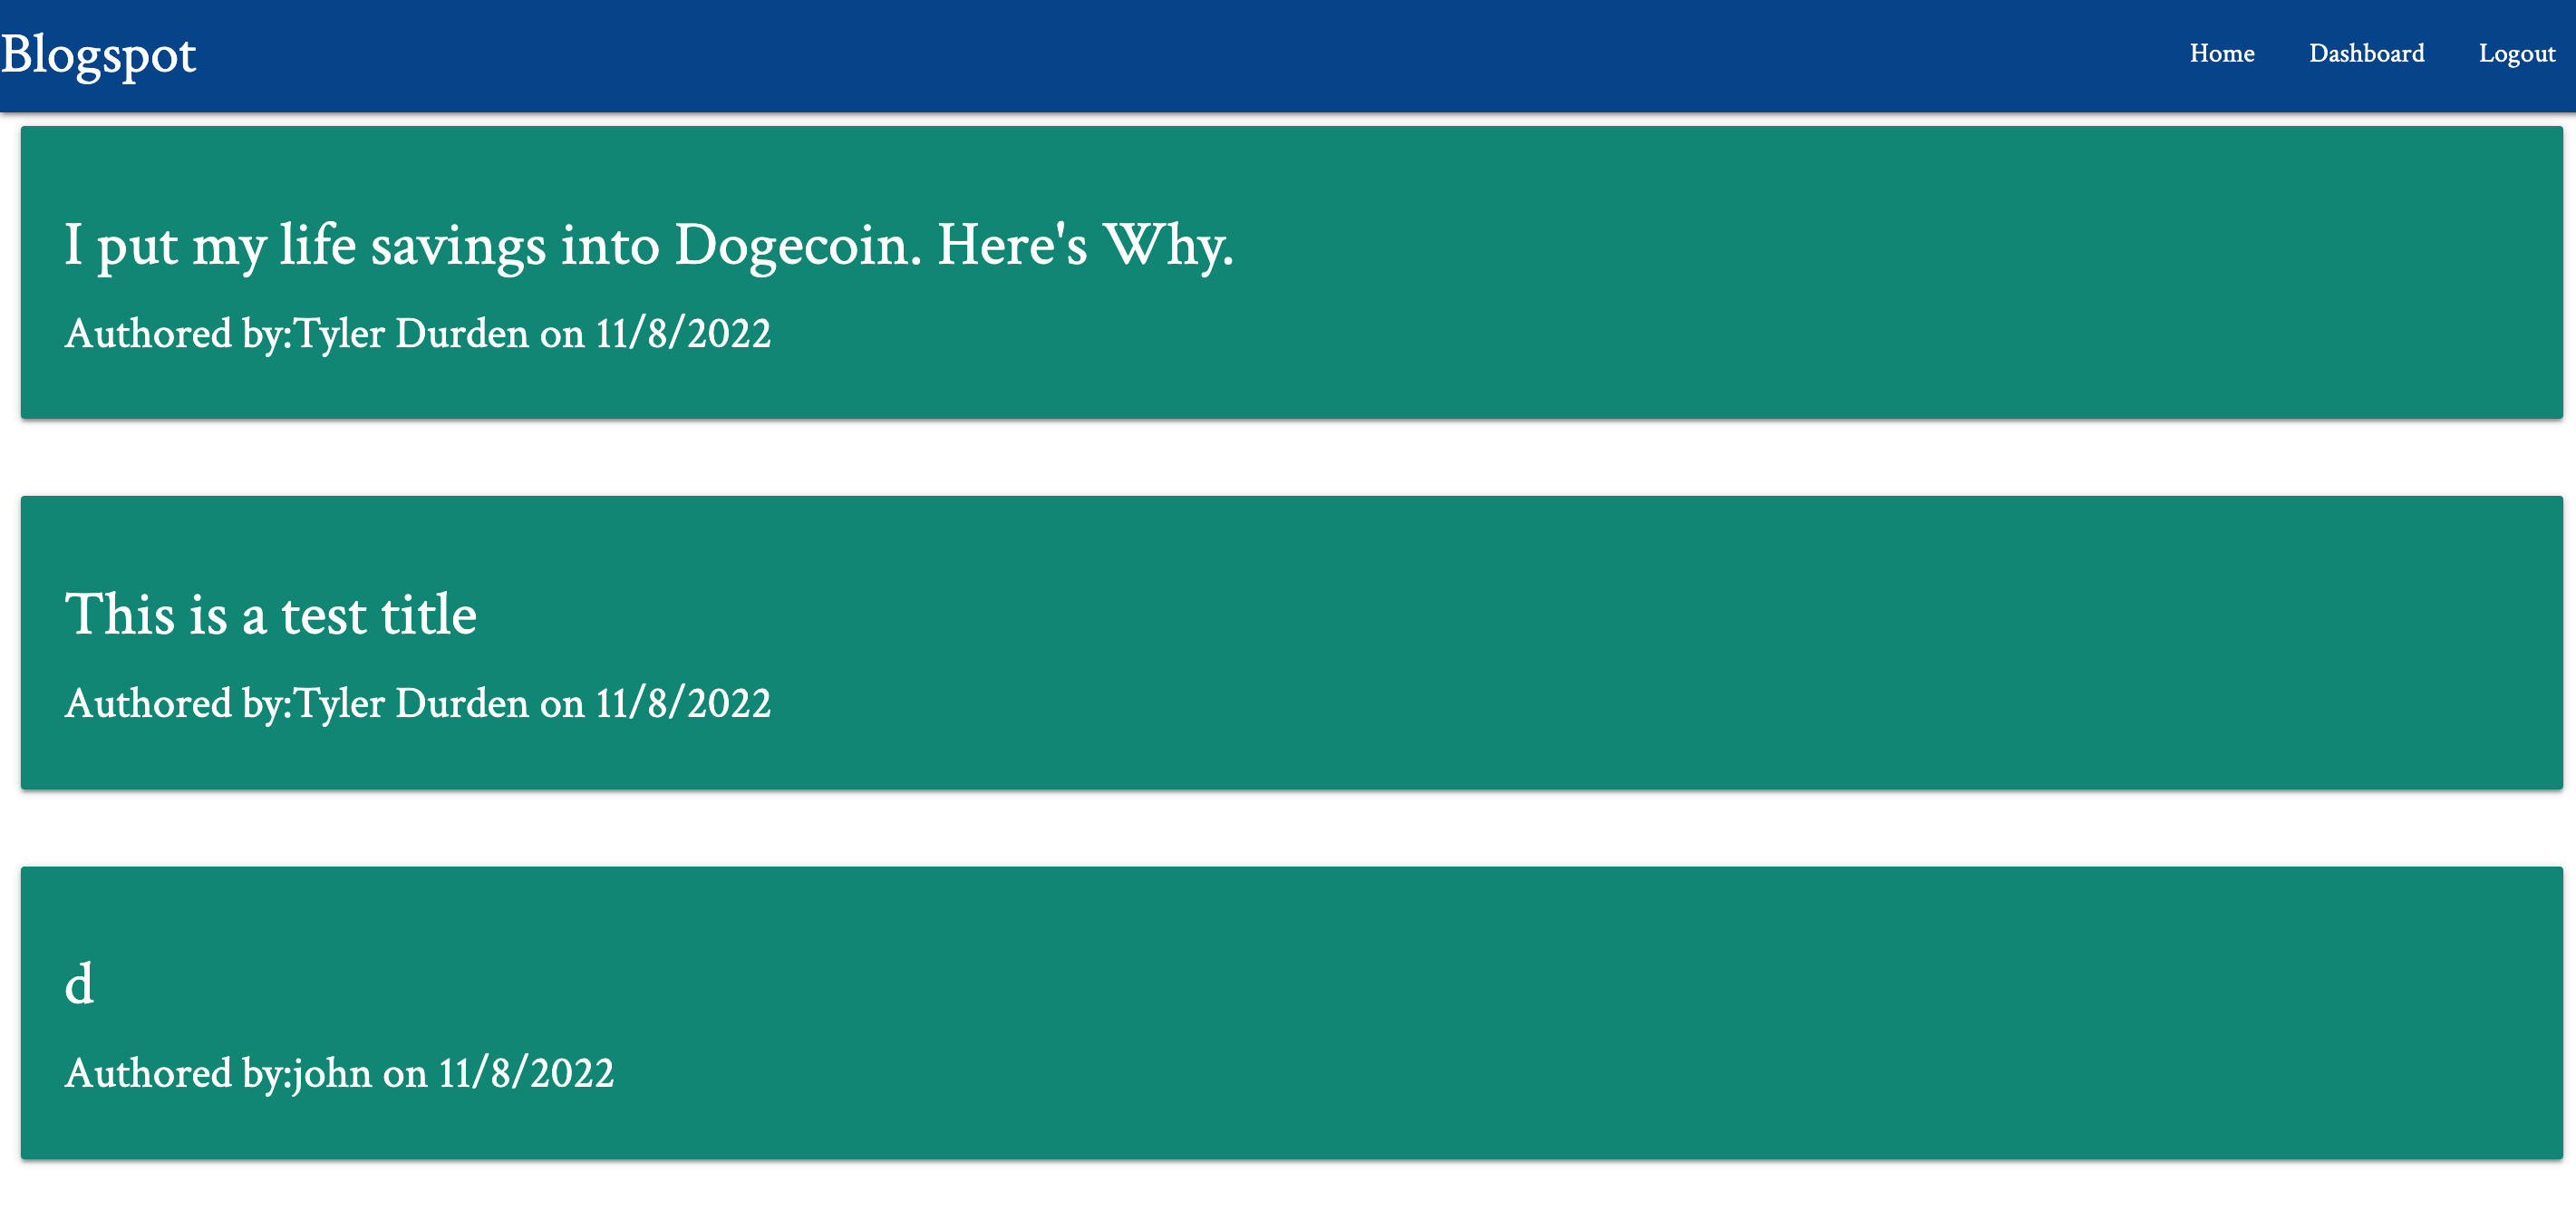 Blogspot
Home Dashboard Logout
I put my life savings into Dogecoin. Here's Why.
Authored by:Tyler Durden on 11/8/2022
This is a test title
Authored by:Tyler Durden on 11/8/2022
d
Authored by:john on 11/8/2022